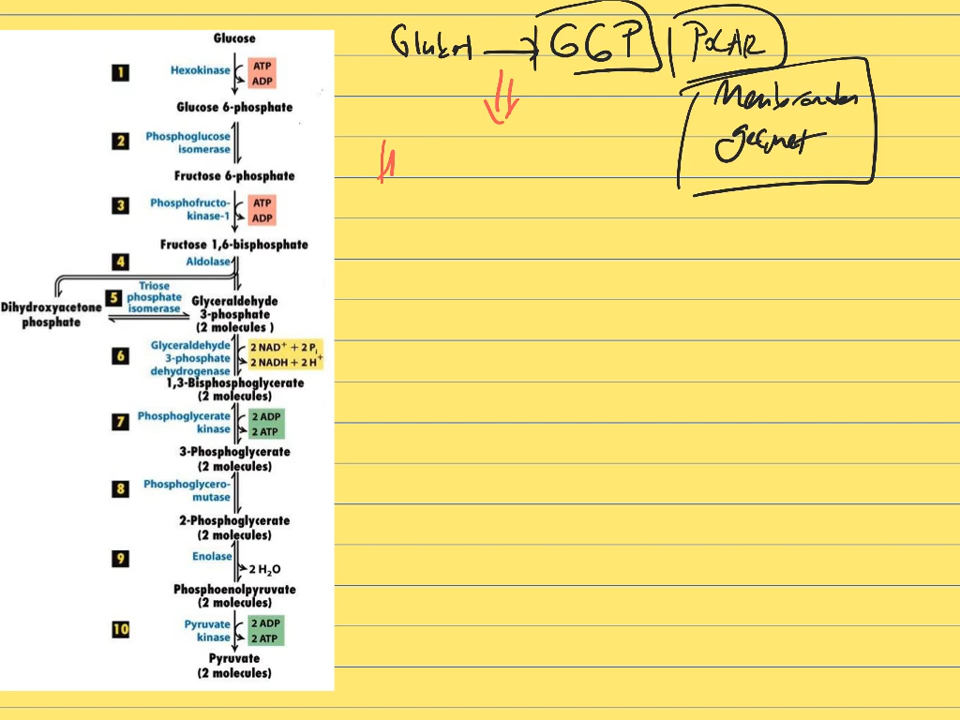 Glucose
1
Hexokinase
ATP
ADP
Glucose 6-phosphate
2
Phosphoglucose
isomerase
Fructose 6-phosphate
3
Phosphofructo-
kinase-1
ATP
ADP
Fructose 1,6-bisphosphate
4
Aldolase
5
Triose
phosphate
isomerase
Dihydroxyacetone
phosphate
Glyceraldehyde
3-phosphate
(2 molecules )
6
Glyceraldehyde
3-phosphate
dehydrogenase
2 NAD⁺ + 2 Pᵢ
2 NADH + 2 H⁺
1,3-Bisphosphoglycerate
(2 molecules)
7
Phosphoglycerate
kinase
2 ADP
2 ATP
3-Phosphoglycerate
(2 molecules)
8
Phosphoglycero-
mutase
2-Phosphoglycerate
(2 molecules)
9
Enolase
2 H₂O
Phosphoenolpyruvate
(2 molecules)
10
Pyruvate
kinase
2 ADP
2 ATP
Pyruvate
(2 molecules)
G6P POLAR
Membrandan
geçmet